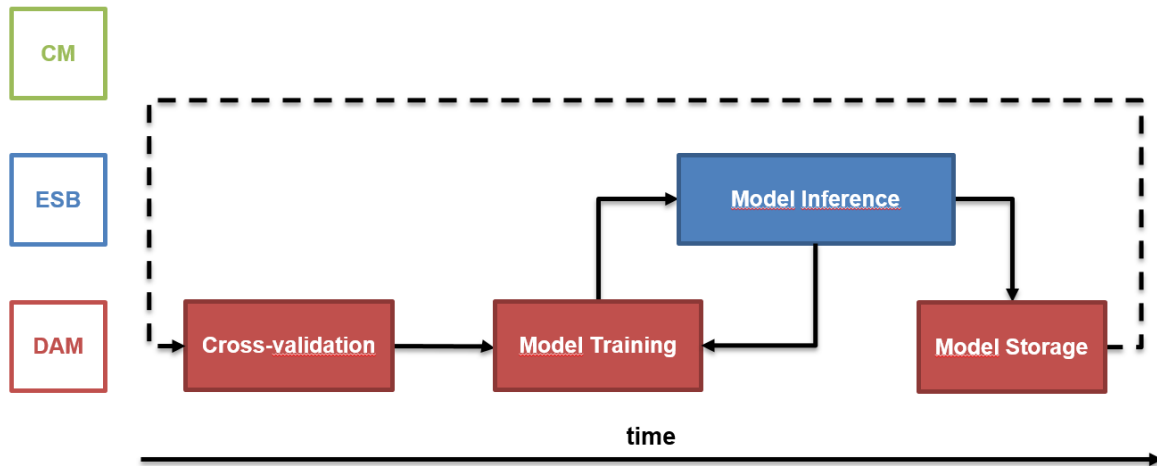 CM
ESB
Model Inference
DAM
Cross-validation
Model Training
Model Storage
time